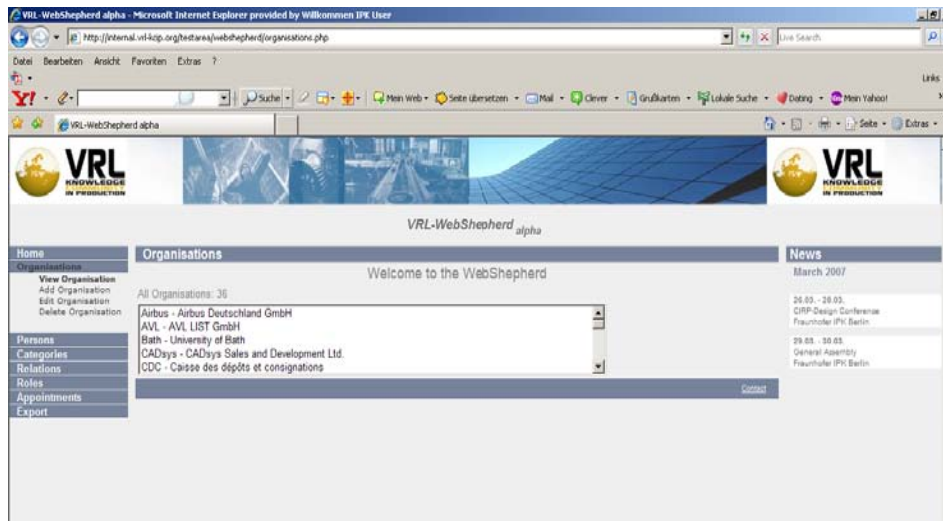 VRL-WebShepherd alpha - Microsoft Internet Explorer provided by Willkommen IPK User
http://internal.vrl-kcip.org/testarea/webshepherd/organisations.php
Live Search
Datei Bearbeiten Ansicht Favoriten Extras ?
Links
Y! Suche Mein Web Seite übersetzen Mail Clever Grußkarten Lokale Suche Dating Mein Yahoo!
VRL-WebShepherd alpha
Seite Extras
VRL
KNOWLEDGE
IN PRODUCTION
VRL
KNOWLEDGE
IN PRODUCTION
VRL-WebShepherd alpha
Home
Organisations
View Organisation
Add Organisation
Edit Organisation
Delete Organisation
Persons
Categories
Relations
Roles
Appointments
Export
Organisations
Welcome to the WebShepherd
All Organisations: 36
Airbus - Airbus Deutschland GmbH
AVL - AVL LIST GmbH
Bath - University of Bath
CADsys - CADsys Sales and Development Ltd.
CDC - Caisse des dépôts et consignations
Contact
News
March 2007
26.03. - 28.03.
CIRP-Design Conference
Fraunhofer IPK Berlin
29.03. - 30.03.
General Assembly
Fraunhofer IPK Berlin